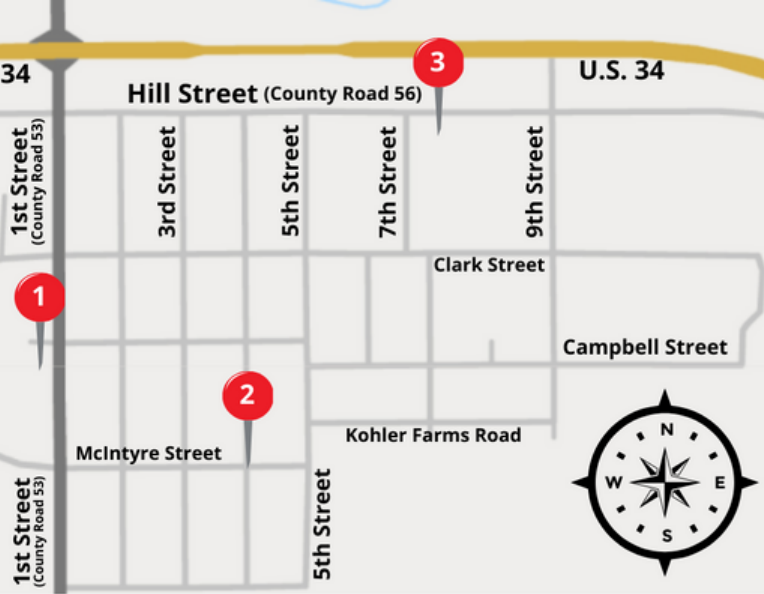 3
34
U.S. 34
Hill Street (County Road 56)
1st Street
(County Road 53)
3rd Street
5th Street
7th Street
9th Street
Clark Street
1
Campbell Street
2
Kohler Farms Road
McIntyre Street
N
W E
S
1st Street
(County Road 53)
5th Street